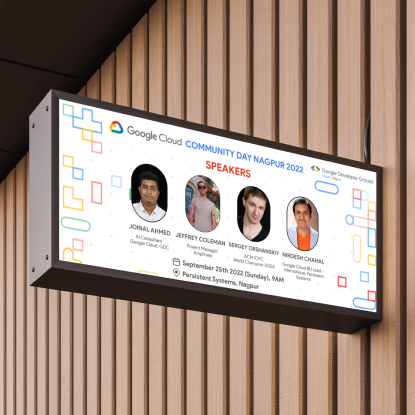 Google Cloud COMMUNITY DAY NAGPUR 2022
Google Developer Groups
SPEAKERS
JOINAL AHMED
AI Consultant
Google Cloud, GDC
JEFFREY COLEMAN
Project Manager,
SERGEY ORSHANSKIY
ACM ICPC
World Champion 2004
NIRDESH CHAHAL
Google Cloud BU Lead -
International, Persistent
Systems
September 25th 2022 (Sunday), 9AM
Persistent Systems, Nagpur